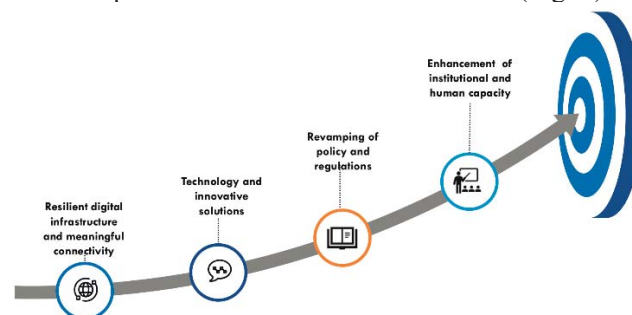 Enhancement of
institutional and
human capacity
Revamping of
policy and
regulations
Technology and
innovative
solutions
Resilient digital
infrastructure
and meaningful
connectivity